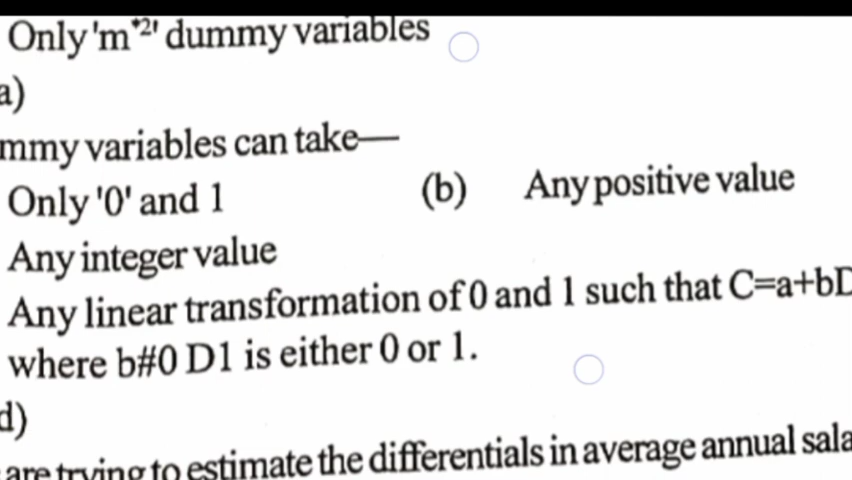 Only 'm"2' dummy variables
a)
mmy variables can take—
Only '0' and 1 (b) Any positive value
Any integer value
Any linear transformation of 0 and 1 such that C=a+bD
where b#0 D1 is either 0 or 1.
d)
are trying to estimate the differentials in average annual sala